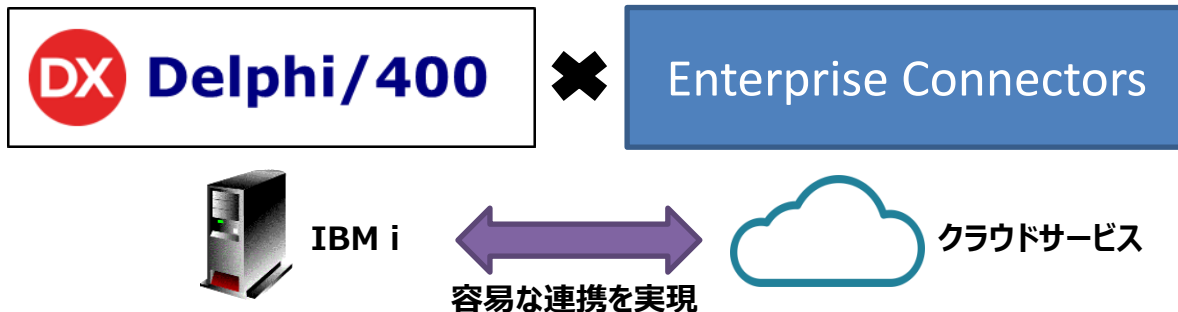 DX Delphi/400
Enterprise Connectors
IBM i
クラウドサービス
容易な連携を実現